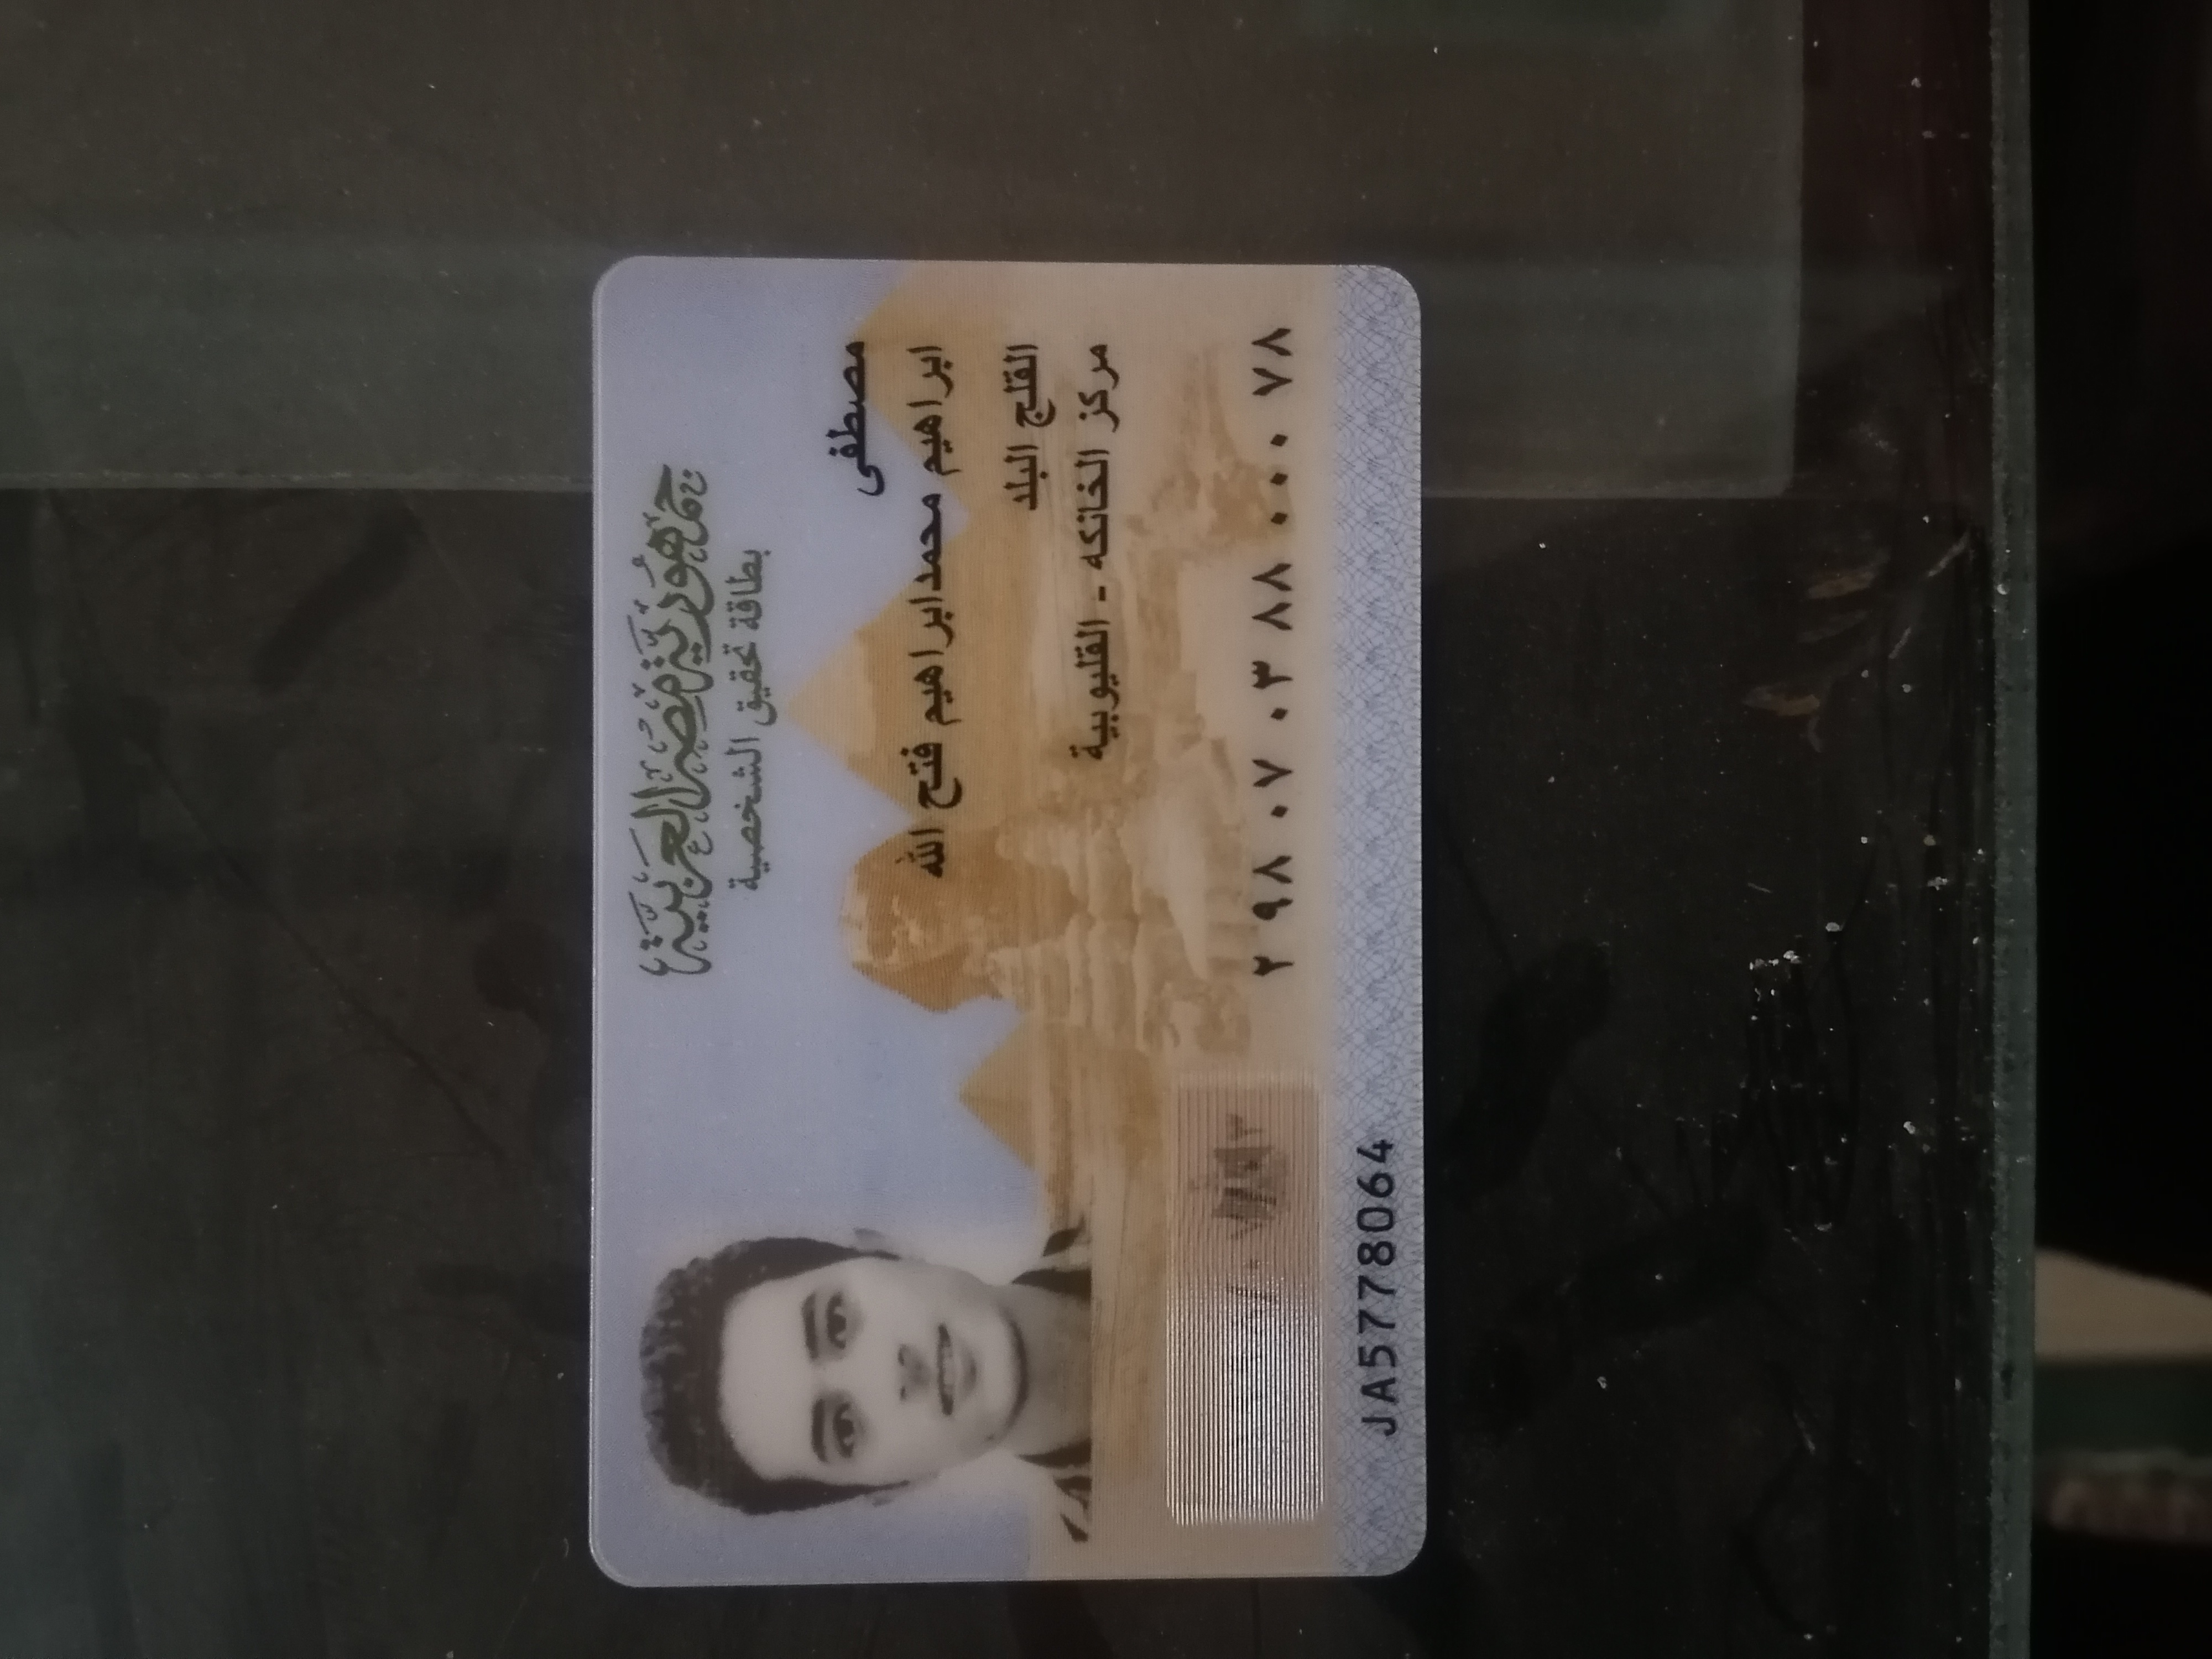 جمهورية مصر العربية
بطاقة تحقيق الشخصية
مصطفى
ابراهيم محمد ابراهيم فتح الله
القلج البلد
مركز الخانكه - القليوبية
٢٩٨٠٧٠٣٨٨٠٠٠٧٨
JA5778064